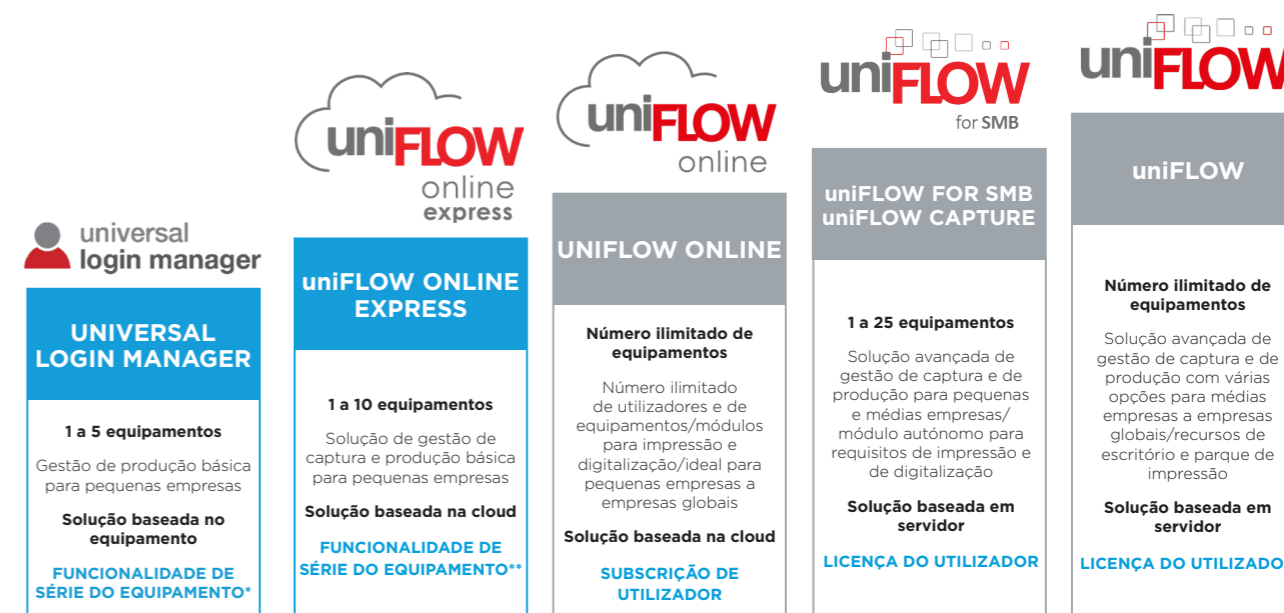 universal
login manager
UNIVERSAL
LOGIN MANAGER
1 a 5 equipamentos
Gestão de produção básica
para pequenas empresas
Solução baseada no
equipamento
FUNCIONALIDADE DE
SÉRIE DO EQUIPAMENTO*
uniFLOW
online
express
uniFLOW ONLINE
EXPRESS
1 a 10 equipamentos
Solução de gestão de
captura e produção básica
para pequenas empresas
Solução baseada na cloud
FUNCIONALIDADE DE
SÉRIE DO EQUIPAMENTO**
uniFLOW
online
UNIFLOW ONLINE
Número ilimitado de
equipamentos
Número ilimitado
de utilizadores e de
equipamentos/módulos
para impressão e
digitalização/ideal para
pequenas empresas a
empresas globais
Solução baseada na cloud
SUBSCRIÇÃO DE
UTILIZADOR
uniFLOW
for SMB
uniFLOW FOR SMB
uniFLOW CAPTURE
1 a 25 equipamentos
Solução avançada de
gestão de captura e de
produção para pequenas
e médias empresas/
módulo autónomo para
requisitos de impressão e
de digitalização
Solução baseada em
servidor
LICENÇA DO UTILIZADOR
uniFLOW
uniFLOW
Número ilimitado de
equipamentos
Solução avançada de
gestão de captura e de
produção com várias
opções para médias
empresas a empresas
globais/recursos de
escritório e parque de
impressão
Solução baseada em
servidor
LICENÇA DO UTILIZADO